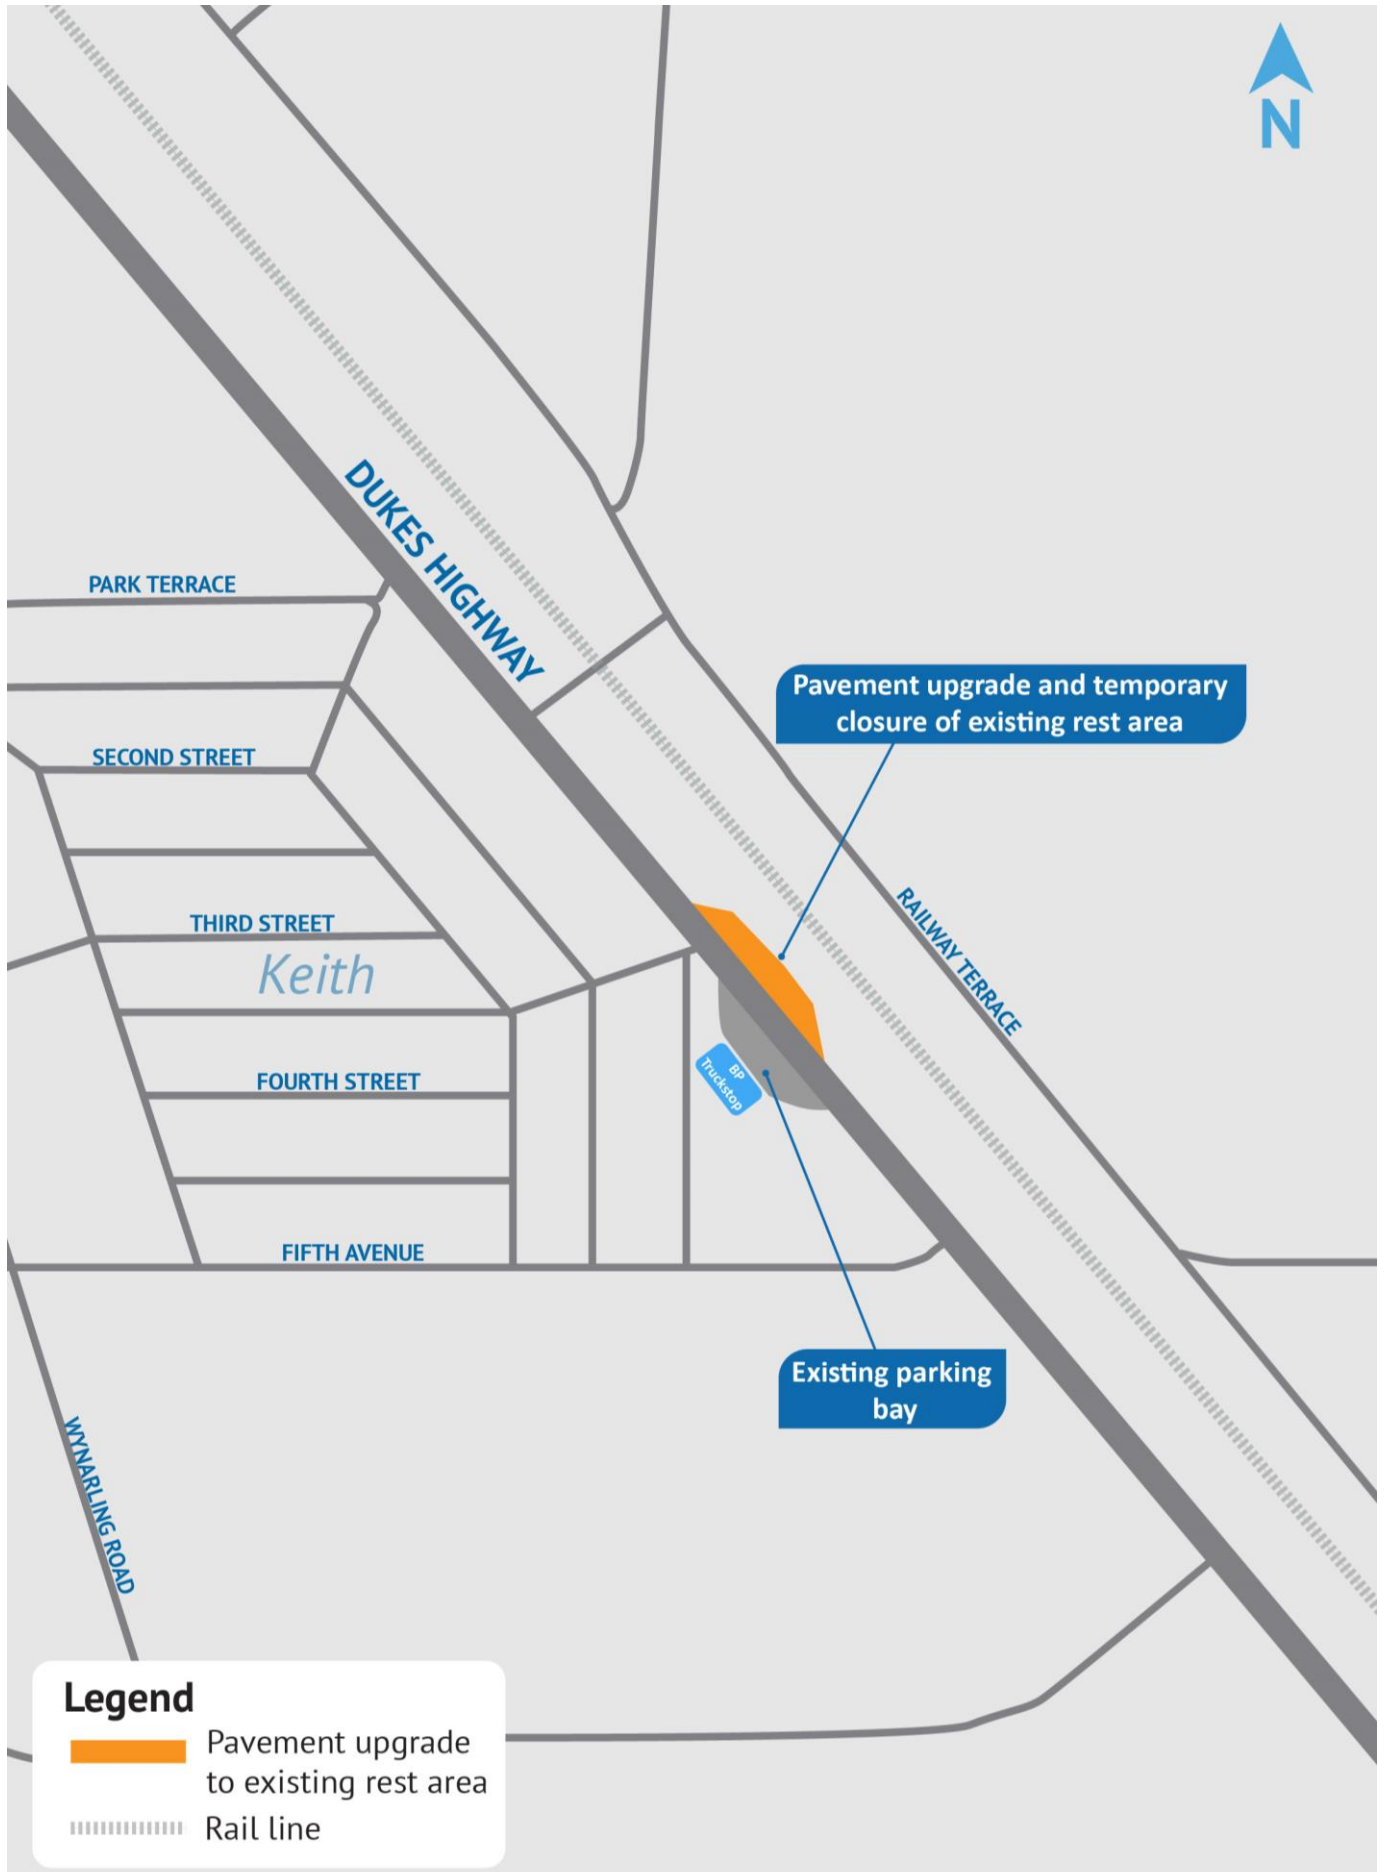 N
DUKES HIGHWAY
PARK TERRACE
Pavement upgrade and temporary
closure of existing rest area
SECOND STREET
RAILWAY TERRACE
THIRD STREET
Keith
BP
Truckstop
FOURTH STREET
FIFTH AVENUE
Existing parking
bay
WYNARLING ROAD
Legend
Pavement upgrade
to existing rest area
Rail line